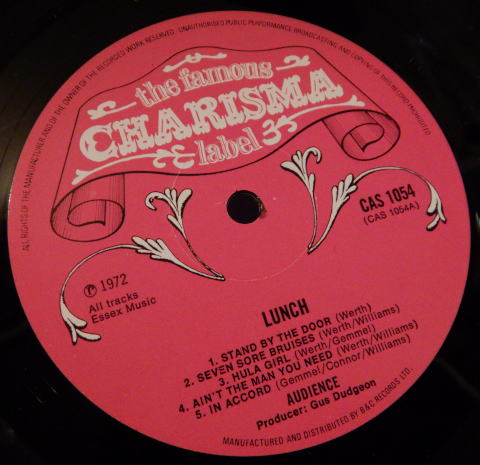 ALL RIGHTS OF THE MANUFACTURER AND OF THE OWNER OF THE RECORDED WORK RESERVED · UNAUTHORISED PUBLIC PERFORMANCE BROADCASTING AND COPYING OF THIS RECORD PROHIBITED
the famous
CHARISMA
label
CAS 1054
(CAS 1054A)
℗ 1972
All tracks
Essex Music
LUNCH
1. STAND BY THE DOOR (Werth)
2. SEVEN SORE BRUISES (Werth/Williams)
3. HULA GIRL (Werth/Gemmel)
4. AIN'T THE MAN YOU NEED (Werth/Williams)
5. IN ACCORD (Gemmel/Connor/Williams)
AUDIENCE
Producer: Gus Dudgeon
MANUFACTURED AND DISTRIBUTED BY B&C RECORDS LTD.